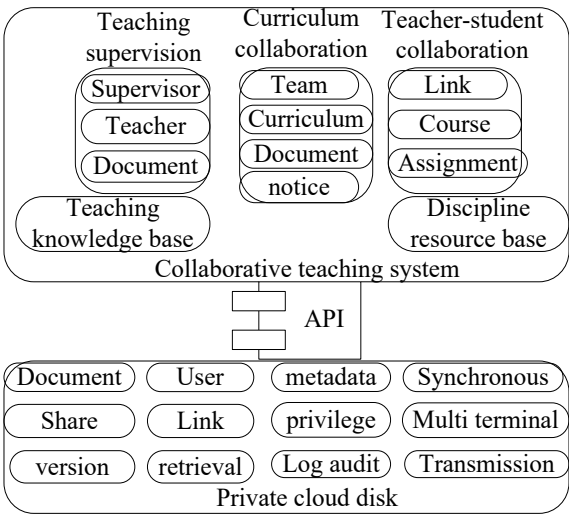 Teaching
supervision
Curriculum
collaboration
Teacher-student
collaboration
Supervisor
Teacher
Document
Team
Curriculum
Document
notice
Link
Course
Assignment
Teaching
knowledge base
Discipline
resource base
Collaborative teaching system
API
Document
User
metadata
Synchronous
Share
Link
privilege
Multi terminal
version
retrieval
Log audit
Transmission
Private cloud disk